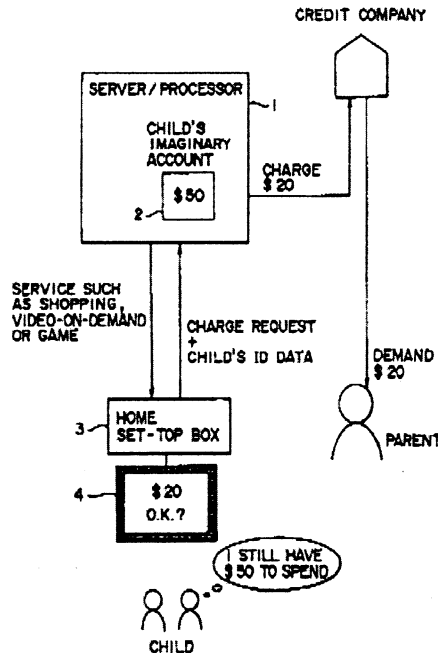 CREDIT COMPANY
SERVER/PROCESSOR
1
CHILD'S
IMAGINARY
ACCOUNT
$50
2
CHARGE
$20
SERVICE SUCH
AS SHOPPING,
VIDEO-ON-DEMAND
OR GAME
CHARGE REQUEST
+
CHILD'S ID DATA
DEMAND
$20
3
HOME
SET-TOP BOX
PARENT
4
$20
O.K.?
I STILL HAVE
$50 TO SPEND
CHILD